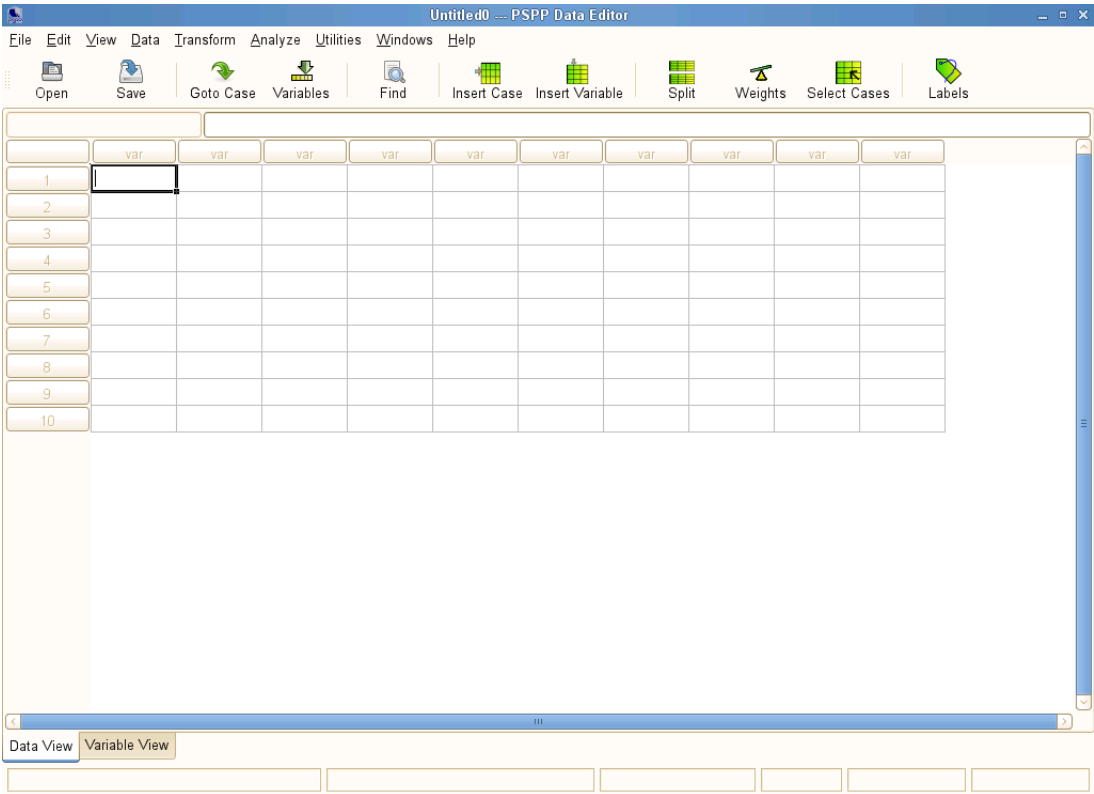 Untitled0 --- PSPP Data Editor
File Edit View Data Transform Analyze Utilities Windows Help
Open Save Goto Case Variables Find Insert Case Insert Variable Split Weights Select Cases Labels
var var var var var var var var var var
1
2
3
4
5
6
7
8
9
10
Data View Variable View